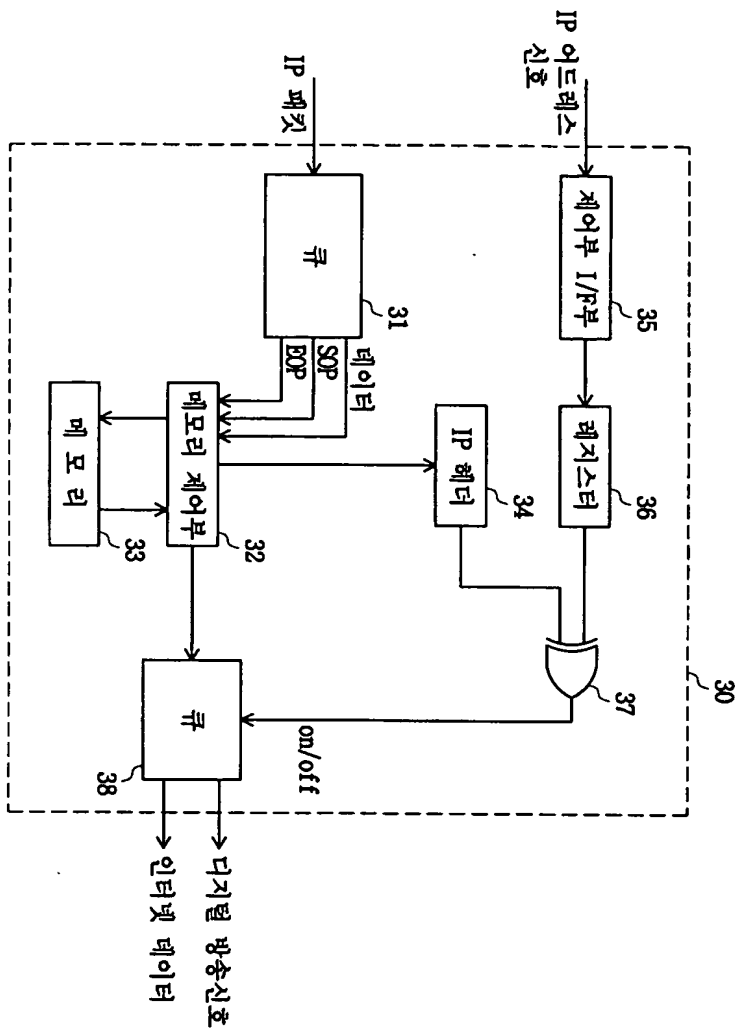 IP 어드레스
신호
제어부 I/F부
35
레지스터
36
30
37
IP 헤더
34
IP 패킷
큐
31
데이터
SOP
EOP
메모리 제어부
32
메 모 리
33
on/off
큐
38
디지털 방송신호
인터넷 데이터